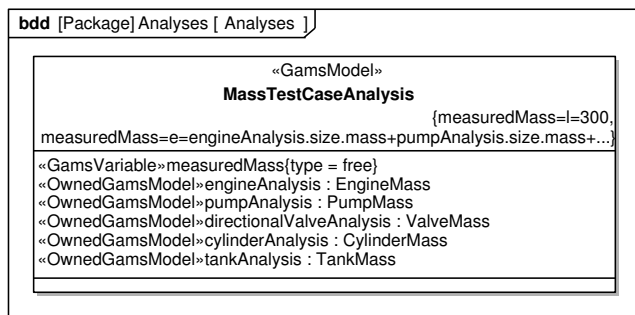 bdd [Package] Analyses [ Analyses ]
«GamsModel»
MassTestCaseAnalysis
{measuredMass=l=300,
measuredMass=e=engineAnalysis.size.mass+pumpAnalysis.size.mass+...}
«GamsVariable»measuredMass{type = free}
«OwnedGamsModel»engineAnalysis : EngineMass
«OwnedGamsModel»pumpAnalysis : PumpMass
«OwnedGamsModel»directionalValveAnalysis : ValveMass
«OwnedGamsModel»cylinderAnalysis : CylinderMass
«OwnedGamsModel»tankAnalysis : TankMass